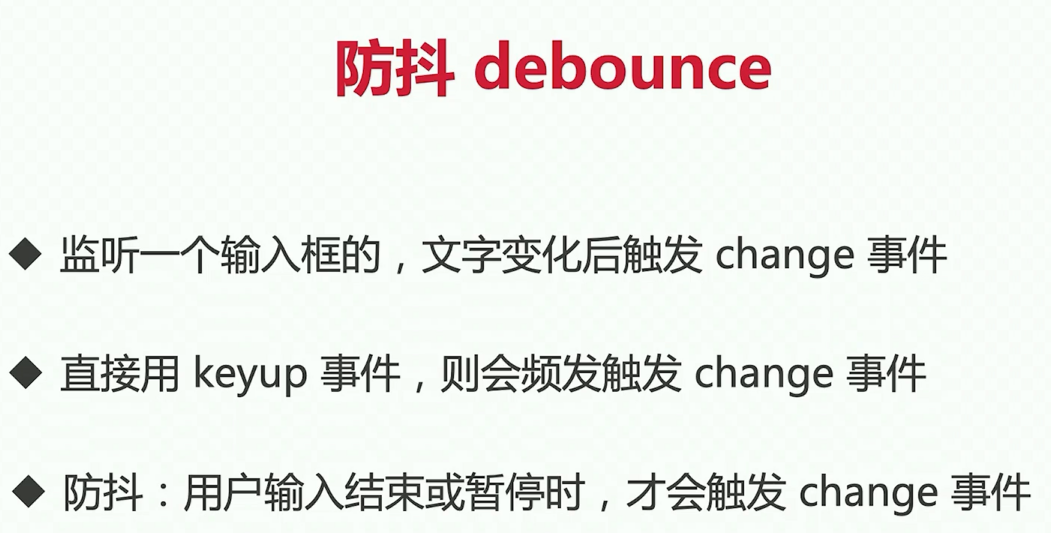 防抖 debounce
◆ 监听一个输入框的，文字变化后触发 change 事件
◆ 直接用 keyup 事件，则会频发触发 change 事件
◆ 防抖：用户输入结束或暂停时，才会触发 change 事件